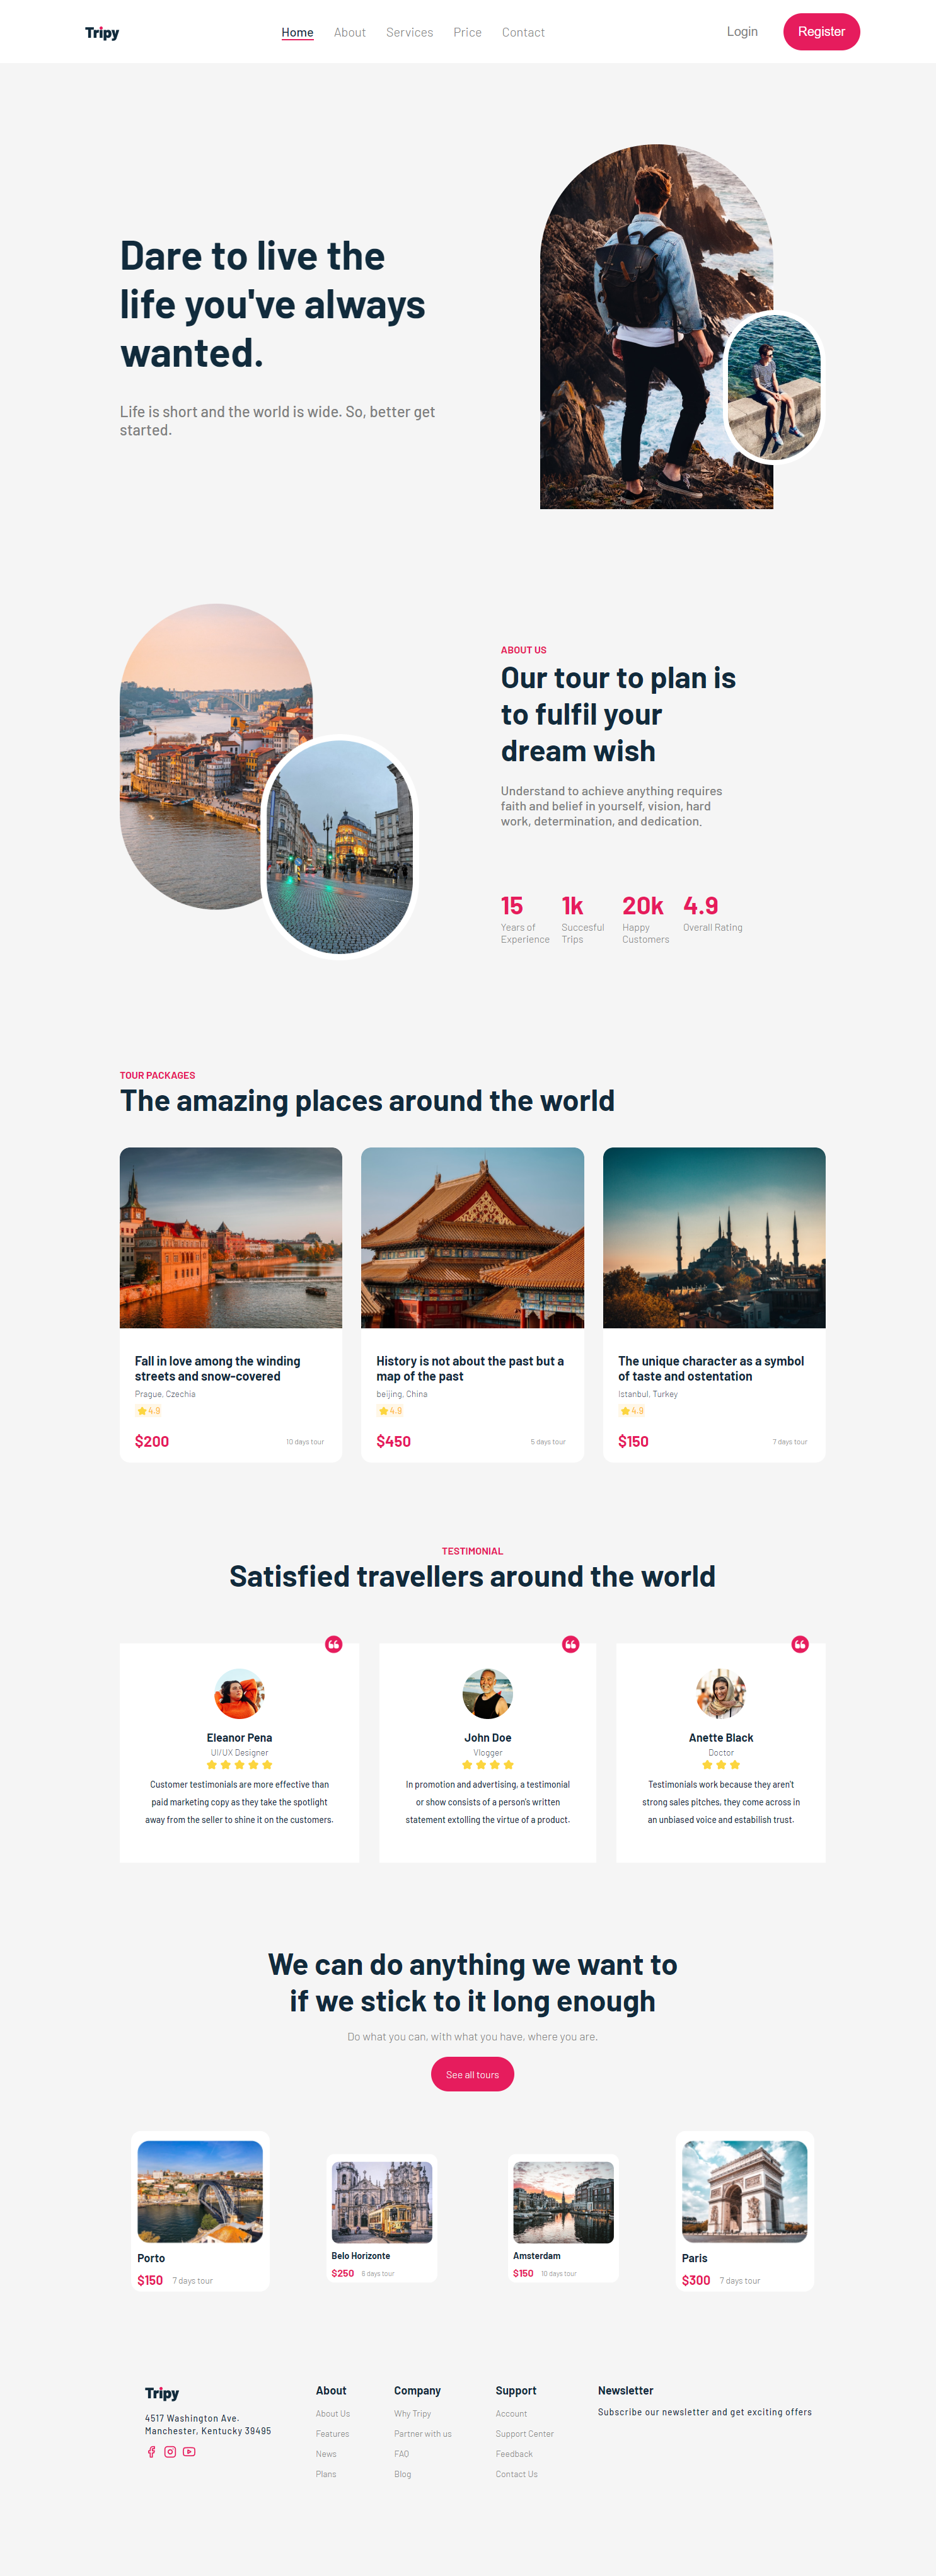 Tripy
Home
About
Services
Price
Contact
Login
Register
Dare to live the
life you've always
wanted.
Life is short and the world is wide. So, better get
started.
ABOUT US
Our tour to plan is
to fulfil your
dream wish
Understand to achieve anything requires
faith and belief in yourself, vision, hard
work, determination, and dedication.
15
Years of
Experience
1k
Succesful
Trips
20k
Happy
Customers
4.9
Overall Rating
TOUR PACKAGES
The amazing places around the world
Fall in love among the winding
streets and snow-covered
Prague, Czechia
4.9
$200
10 days tour
History is not about the past but a
map of the past
beijing, China
4.9
$450
5 days tour
The unique character as a symbol
of taste and ostentation
Istanbul, Turkey
4.9
$150
7 days tour
TESTIMONIAL
Satisfied travellers around the world
Eleanor Pena
UI/UX Designer
Customer testimonials are more effective than
paid marketing copy as they take the spotlight
away from the seller to shine it on the customers.
John Doe
Vlogger
In promotion and advertising, a testimonial
or show consists of a person's written
statement extolling the virtue of a product.
Anette Black
Doctor
Testimonials work because they aren't
strong sales pitches, they come across in
an unbiased voice and estabilish trust.
We can do anything we want to
if we stick to it long enough
Do what you can, with what you have, where you are.
See all tours
Porto
$150 7 days tour
Belo Horizonte
$250 6 days tour
Amsterdam
$150 10 days tour
Paris
$300 7 days tour
Tripy
4517 Washington Ave.
Manchester, Kentucky 39495
About
About Us
Features
News
Plans
Company
Why Tripy
Partner with us
FAQ
Blog
Support
Account
Support Center
Feedback
Contact Us
Newsletter
Subscribe our newsletter and get exciting offers